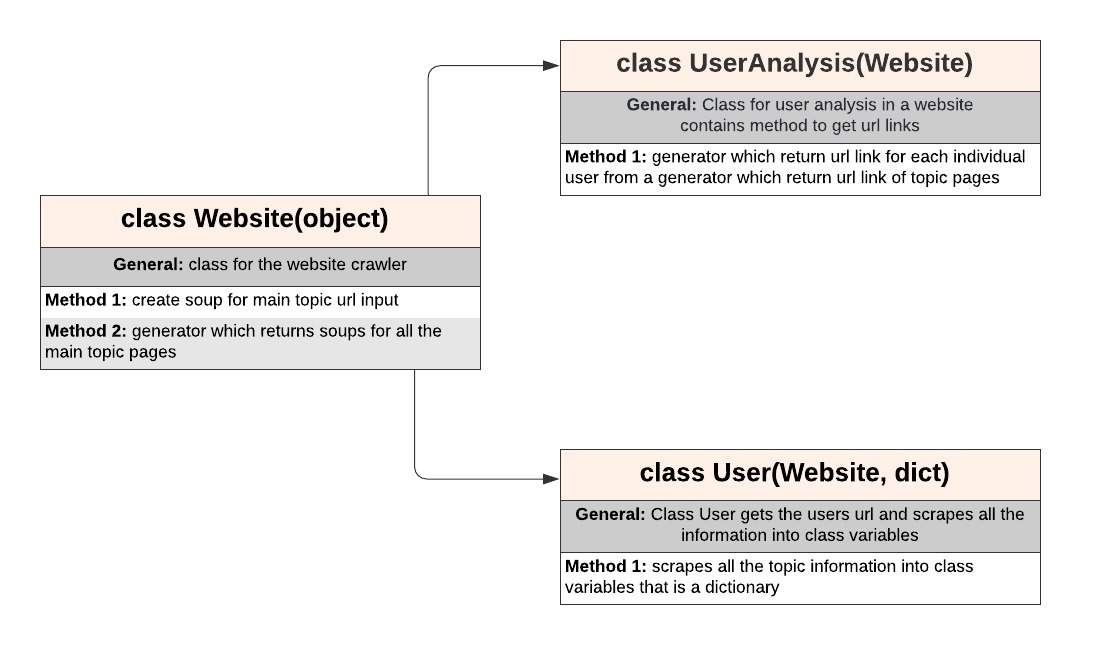 class UserAnalysis(Website)
General: Class for user analysis in a website
contains method to get url links
Method 1: generator which return url link for each individual
user from a generator which return url link of topic pages
class Website(object)
General: class for the website crawler
Method 1: create soup for main topic url input
Method 2: generator which returns soups for all the
main topic pages
class User(Website, dict)
General: Class User gets the users url and scrapes all the
information into class variables
Method 1: scrapes all the topic information into class
variables that is a dictionary